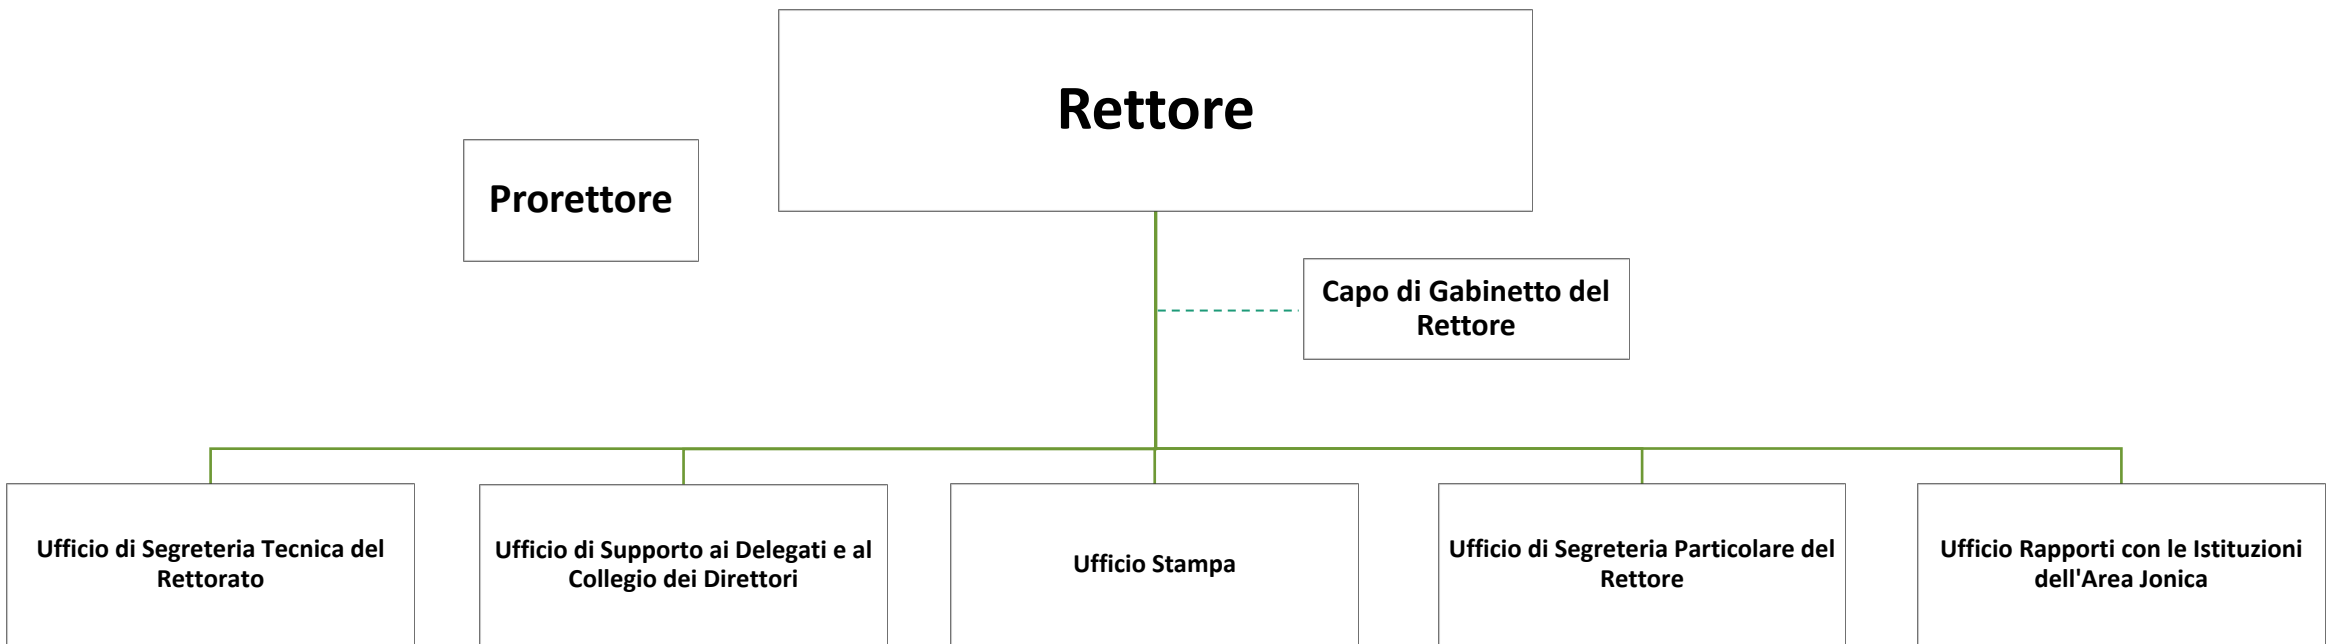 Rettore
Prorettore
Capo di Gabinetto del
Rettore
Ufficio di Segreteria Tecnica del
Rettorato
Ufficio di Supporto ai Delegati e al
Collegio dei Direttori
Ufficio Stampa
Ufficio di Segreteria Particolare del
Rettore
Ufficio Rapporti con le Istituzioni
dell'Area Jonica